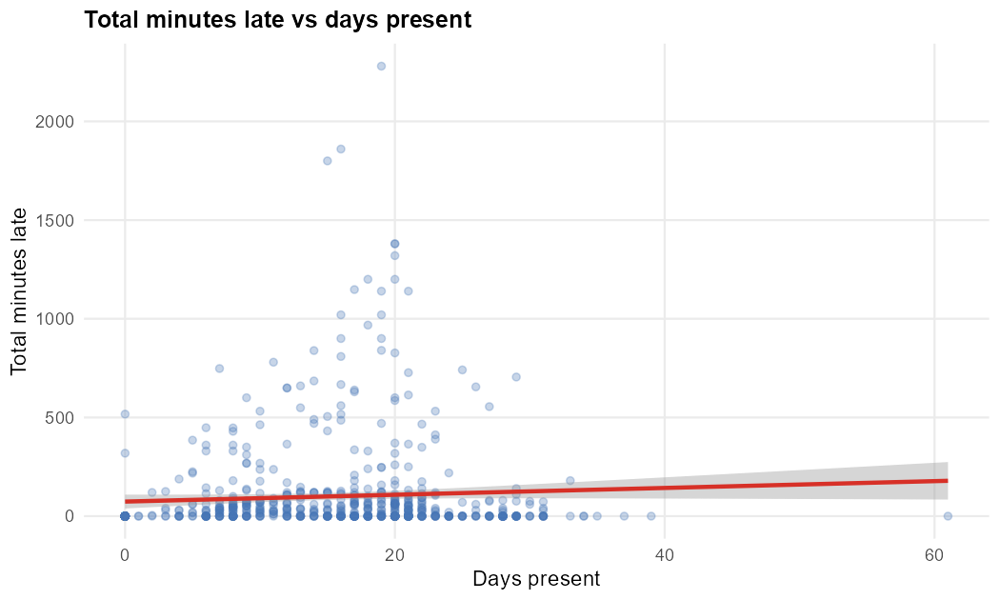 Total minutes late vs days present
Total minutes late
2000
1500
1000
500
0
0 20 40 60
Days present